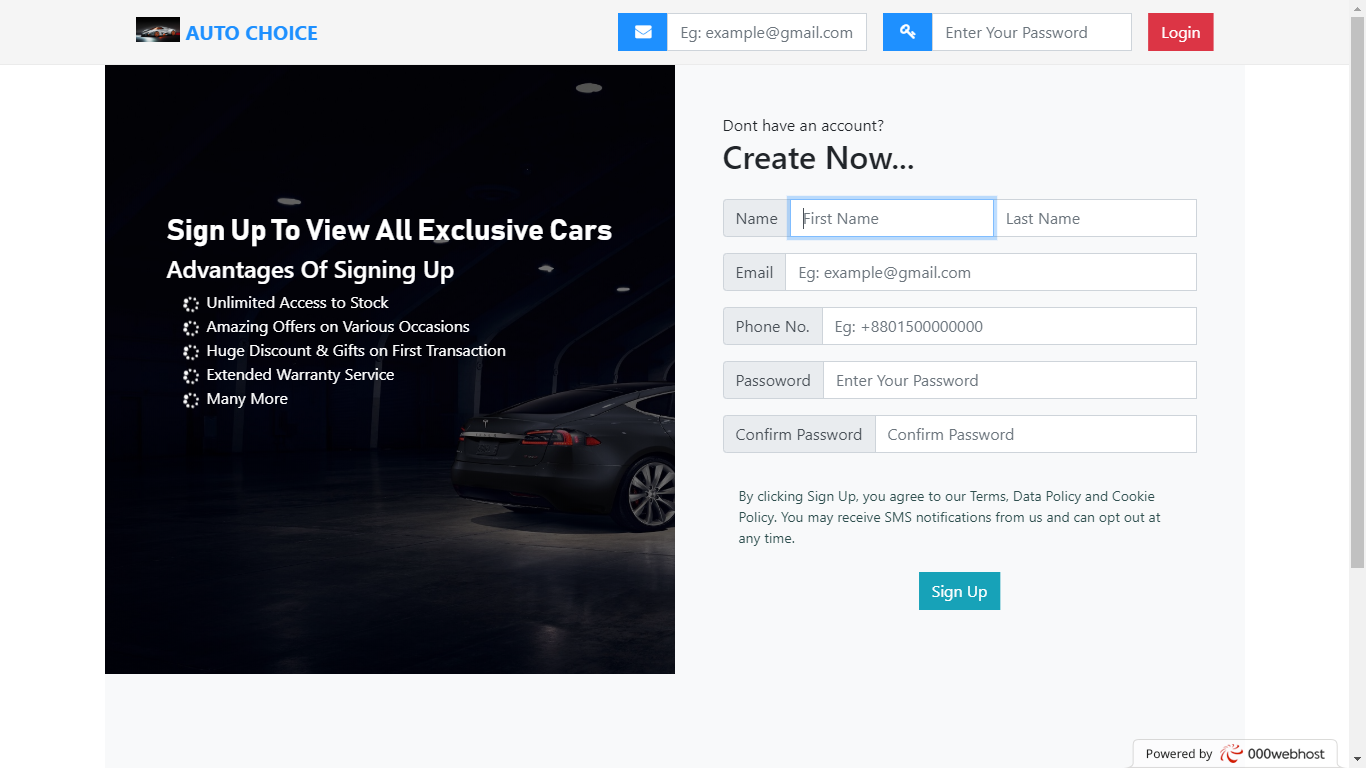 AUTO CHOICE
Eg: example@gmail.com
Enter Your Password
Login
Sign Up To View All Exclusive Cars
Advantages Of Signing Up
Unlimited Access to Stock
Amazing Offers on Various Occasions
Huge Discount & Gifts on First Transaction
Extended Warranty Service
Many More
Dont have an account?
Create Now...
Name First Name Last Name
Email Eg: example@gmail.com
Phone No. Eg: +8801500000000
Passoword Enter Your Password
Confirm Password Confirm Password
By clicking Sign Up, you agree to our Terms, Data Policy and Cookie
Policy. You may receive SMS notifications from us and can opt out at
any time.
Sign Up
Powered by 000webhost